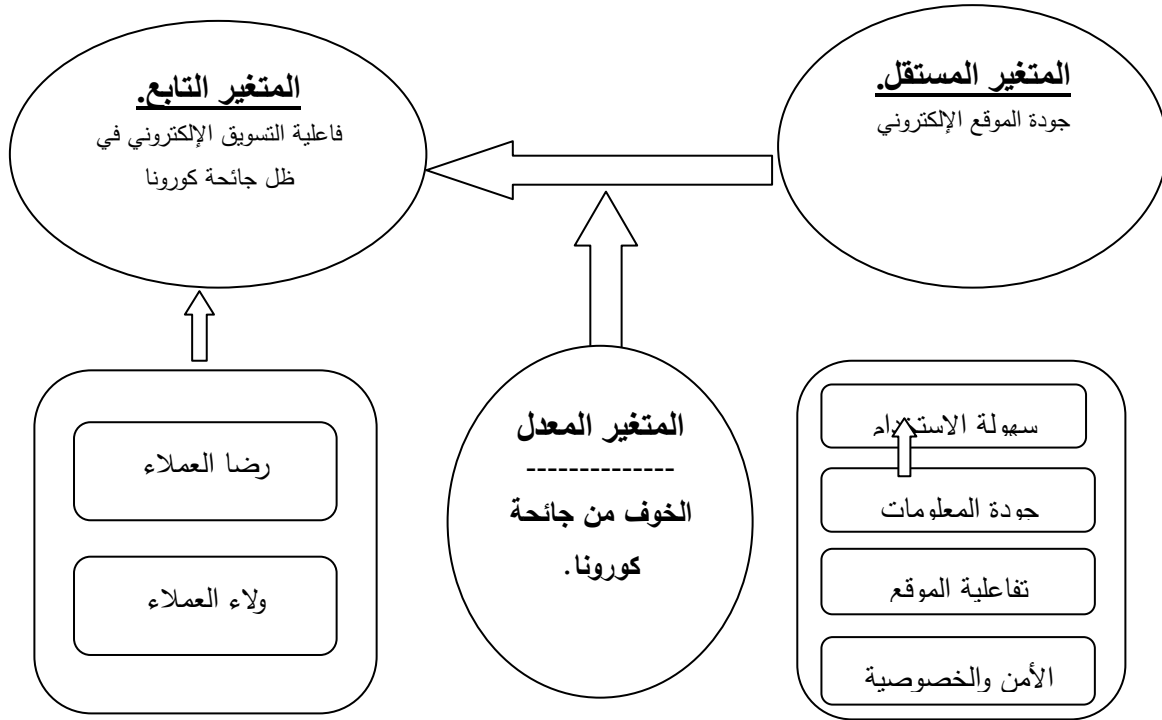 المتغير المستقل.
جودة الموقع الإلكتروني
المتغير التابع.
فاعلية التسويق الإلكتروني في
ظل جائحة كورونا
المتغير المعدل
--------------
الخوف من جائحة
كورونا.
سهولة الاستخدام
جودة المعلومات
تفاعلية الموقع
الأمن والخصوصية
رضا العملاء
ولاء العملاء